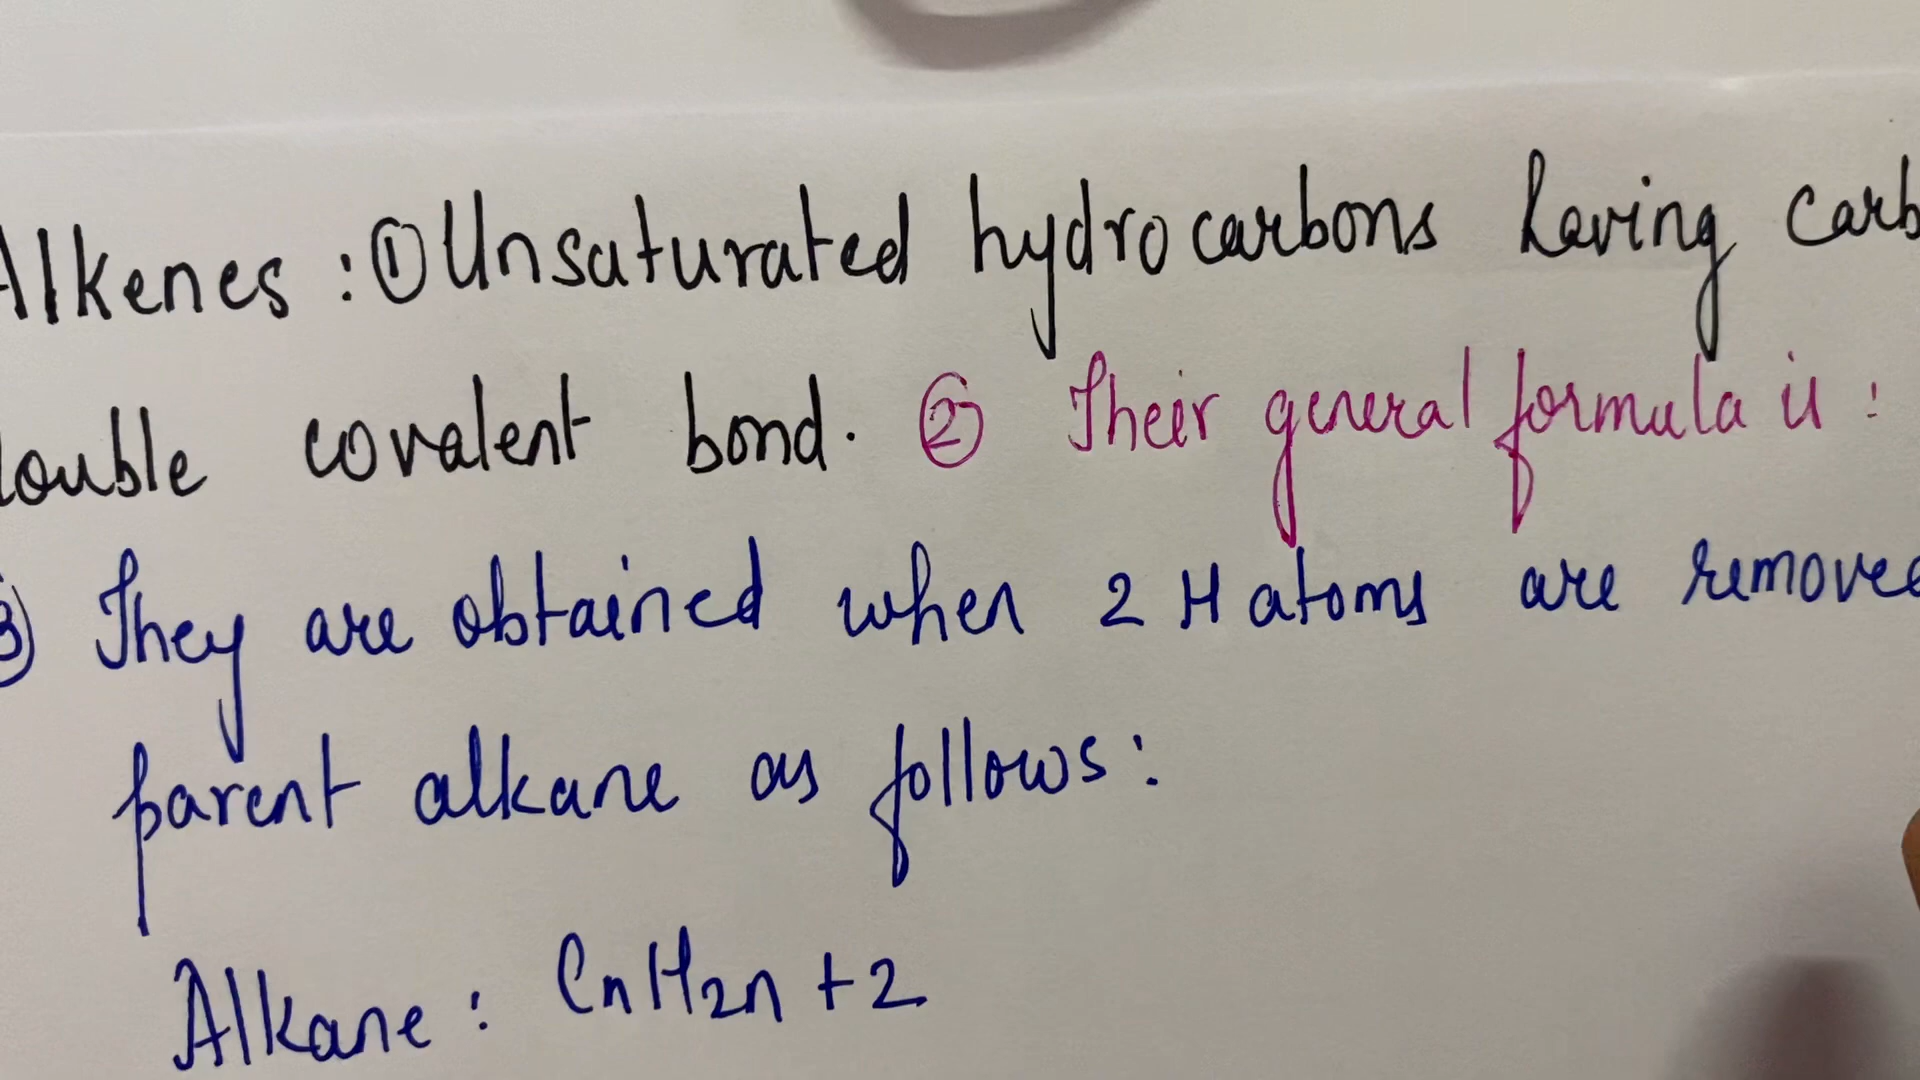 Alkenes : ① Unsaturated hydrocarbons having carb
double covalent bond. ② Their general formula is :
③ They are obtained when 2 H atoms are removed
parent alkane as follows :
Alkane : CnH2n +2